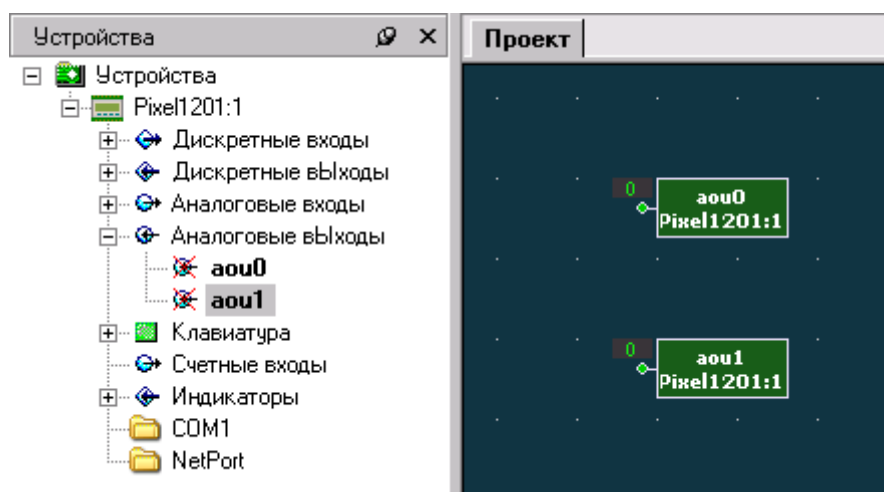 Устройства
Устройства
Pixel1201:1
Дискретные входы
Дискретные вЫходы
Аналоговые входы
Аналоговые вЫходы
aou0
aou1
Клавиатура
Счетные входы
Индикаторы
COM1
NetPort
Проект
0
aou0
Pixel1201:1
0
aou1
Pixel1201:1